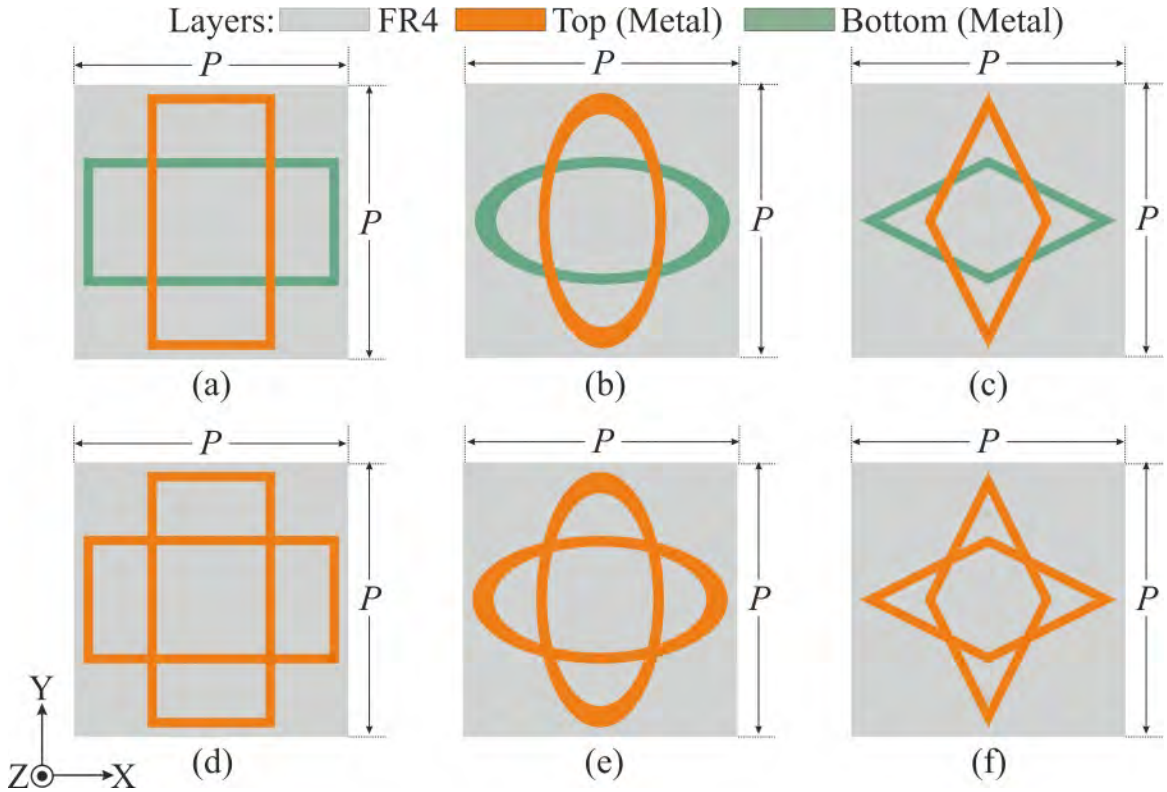 Layers: FR4 Top (Metal) Bottom (Metal)
P P P
P P P
(a) (b) (c)
P P P
P P P
Y
Z X
(d) (e) (f)